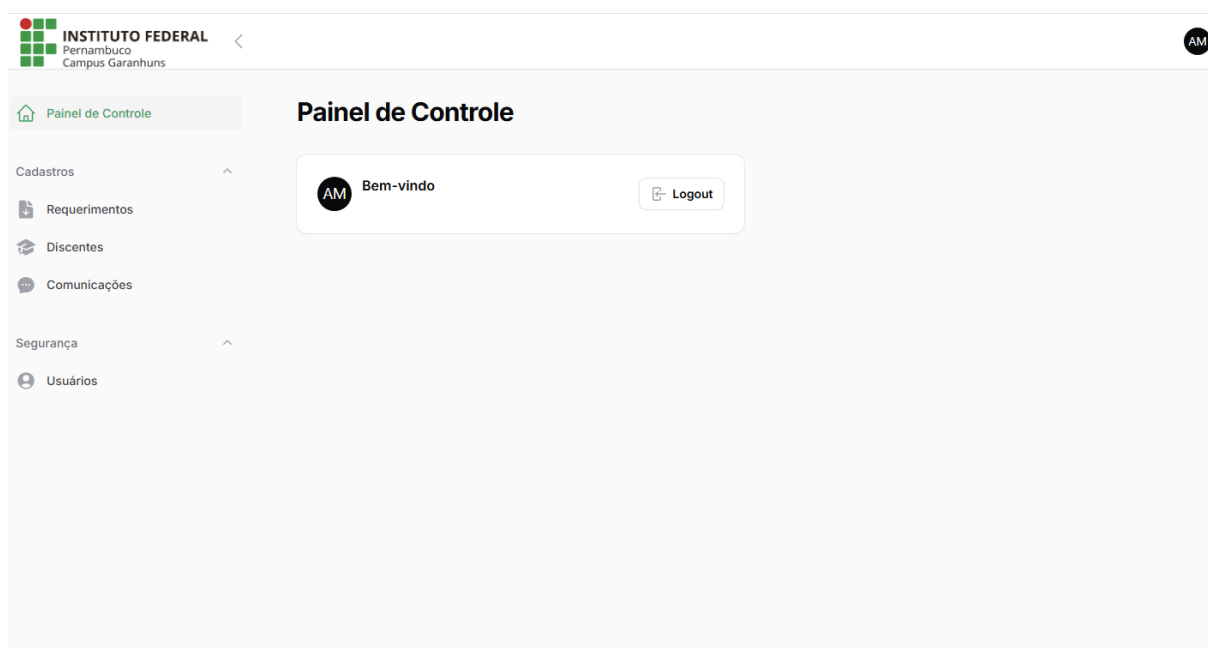 INSTITUTO FEDERAL
Pernambuco
Campus Garanhuns
AM
Painel de Controle
Cadastros
Requerimentos
Discentes
Comunicações
Segurança
Usuários
Painel de Controle
AM
Bem-vindo
Logout